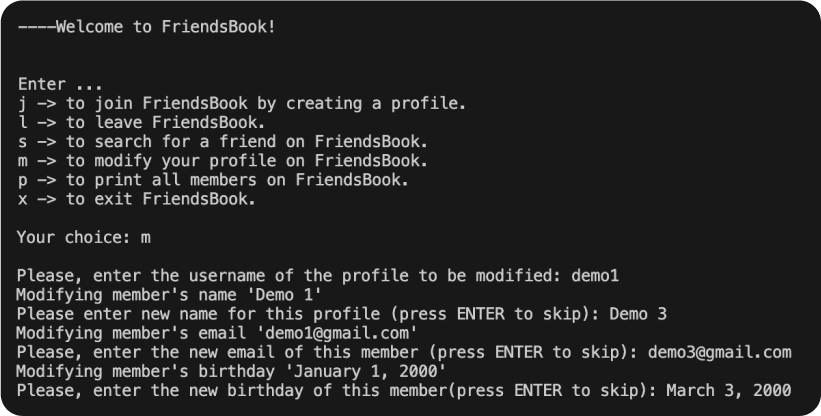 ----Welcome to FriendsBook!
Enter ...
j -> to join FriendsBook by creating a profile.
l -> to leave FriendsBook.
s -> to search for a friend on FriendsBook.
m -> to modify your profile on FriendsBook.
p -> to print all members on FriendsBook.
x -> to exit FriendsBook.
Your choice: m
Please, enter the username of the profile to be modified: demo1
Modifying member's name 'Demo 1'
Please enter new name for this profile (press ENTER to skip): Demo 3
Modifying member's email 'demo1@gmail.com'
Please, enter the new email of this member (press ENTER to skip): demo3@gmail.com
Modifying member's birthday 'January 1, 2000'
Please, enter the new birthday of this member(press ENTER to skip): March 3, 2000